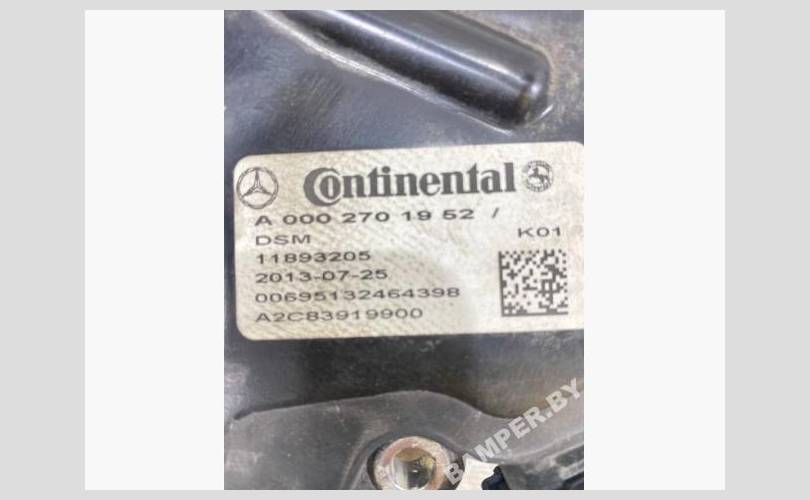 Continental
A 000 270 19 52 /
DSM K01
11893205
2013-07-25
00695132464398
A2C83919900
BAMPER.BY